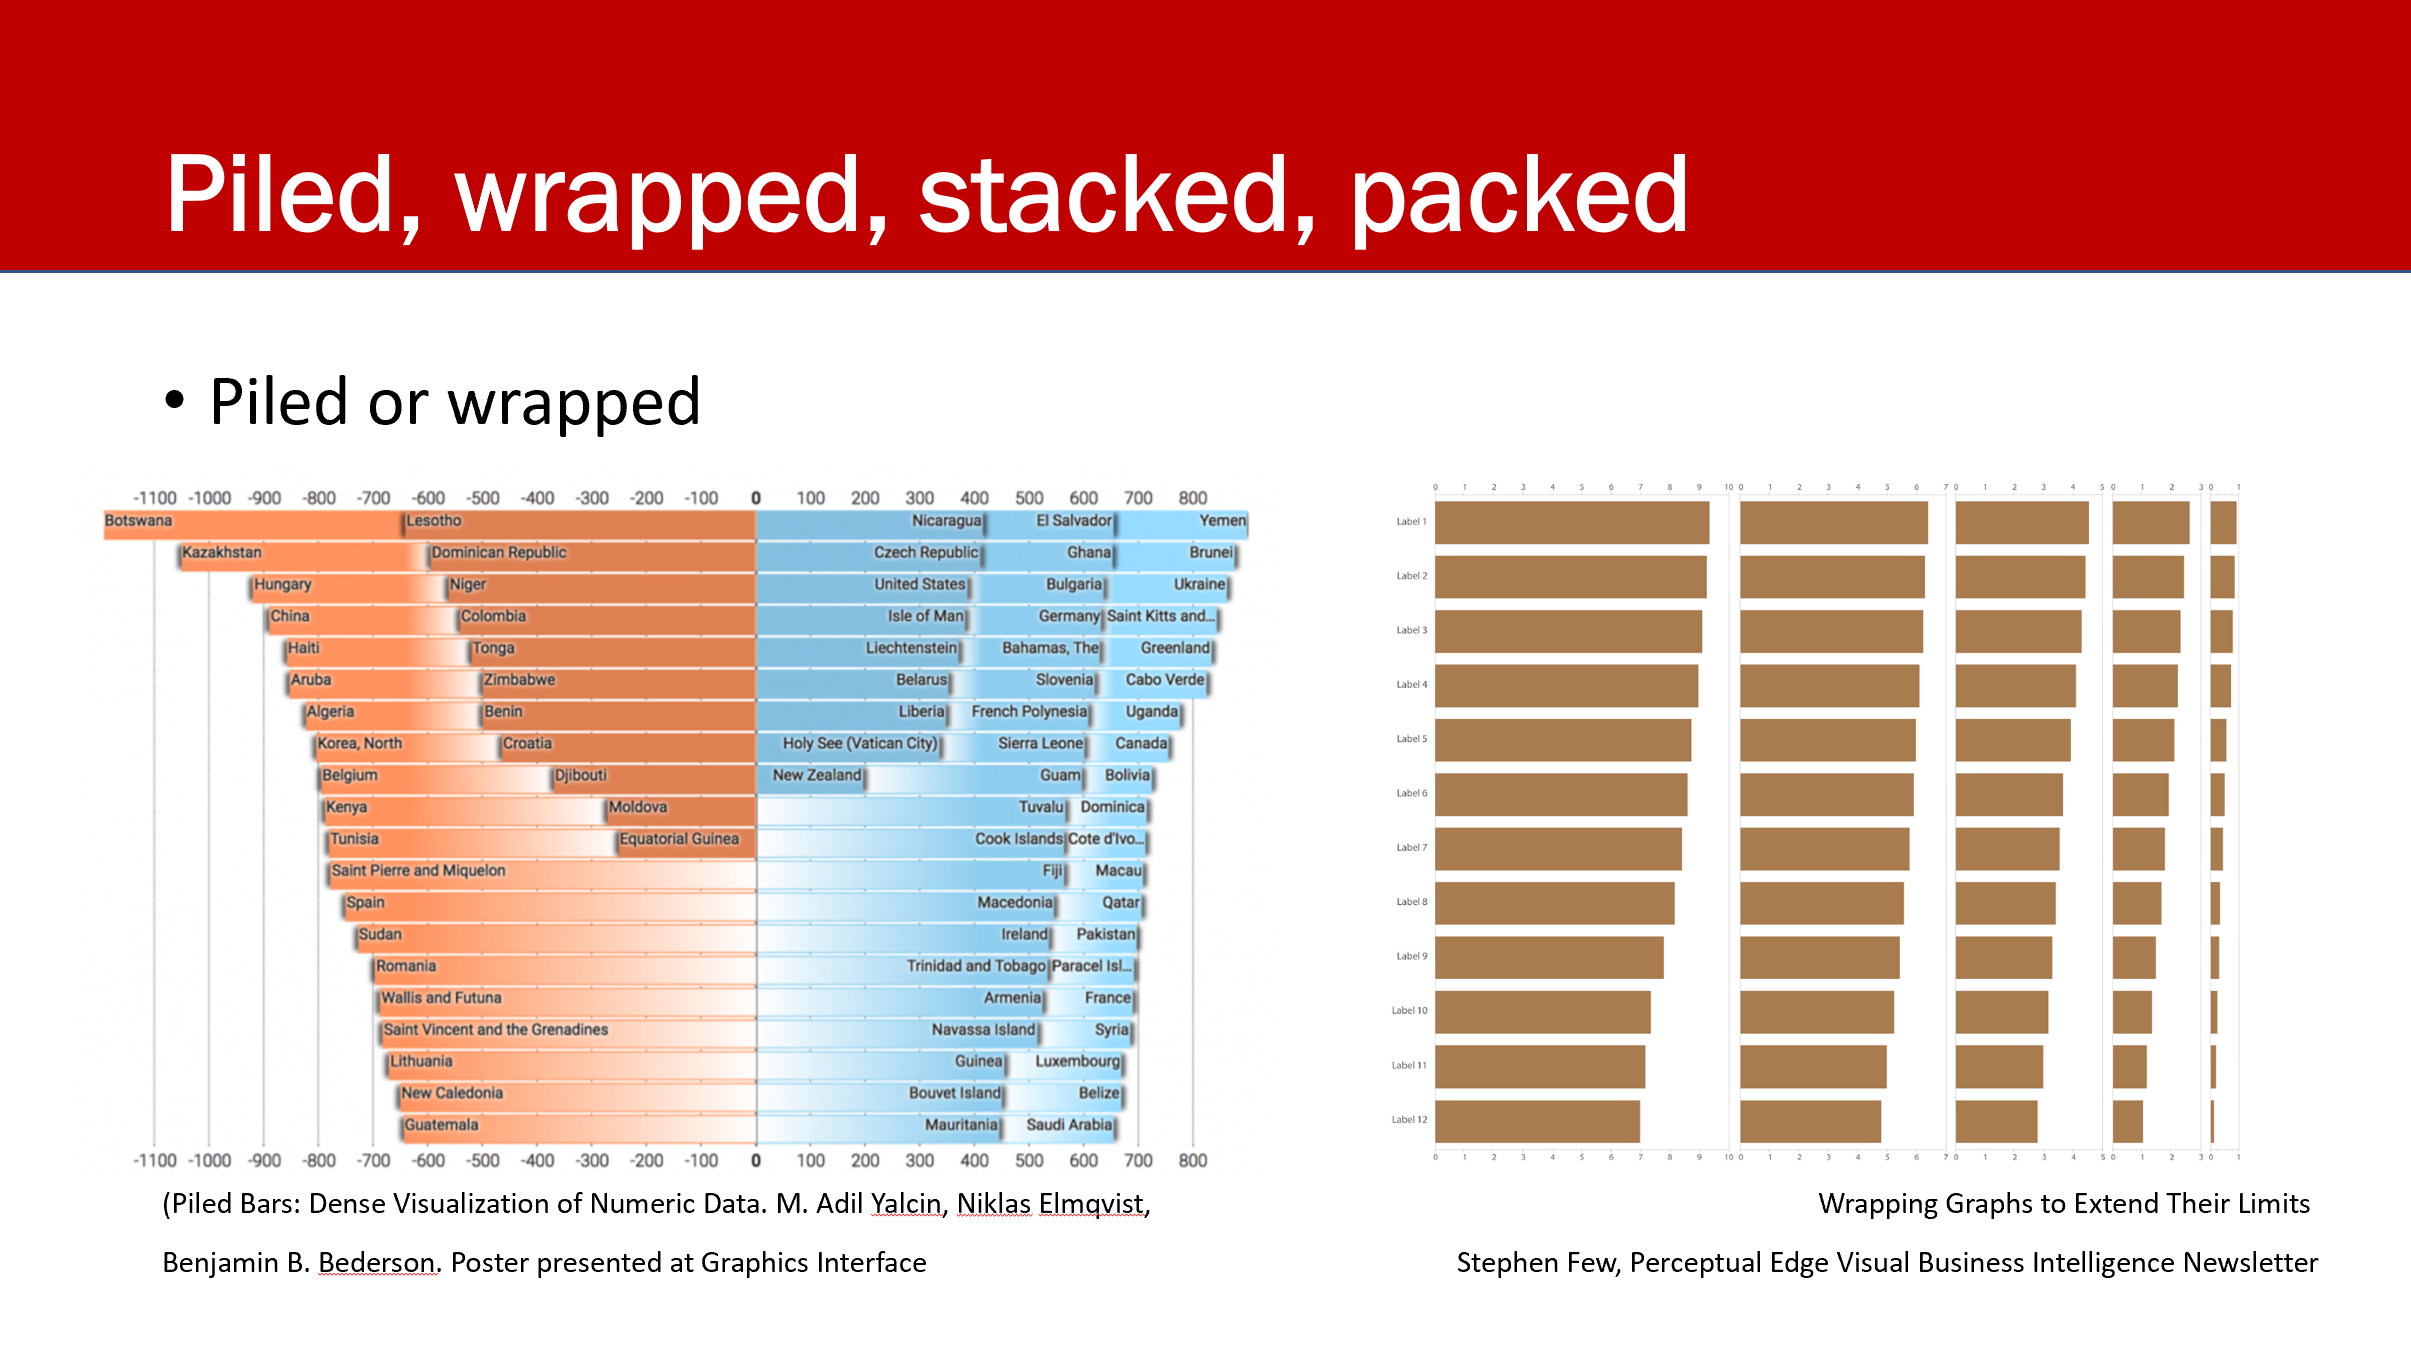 Piled, wrapped, stacked, packed
• Piled or wrapped
-1100 -1000 -900 -800 -700 -600 -500 -400 -300 -200 -100 0 100 200 300 400 500 600 700 800
Botswana Lesotho Nicaragua El Salvador Yemen
Kazakhstan Dominican Republic Czech Republic Ghana Brunei
Hungary Niger United States Bulgaria Ukraine
China Colombia Isle of Man Germany Saint Kitts and...
Haiti Tonga Liechtenstein Bahamas, The Greenland
Aruba Zimbabwe Belarus Slovenia Cabo Verde
Algeria Benin Liberia French Polynesia Uganda
Korea, North Croatia Holy See (Vatican City) Sierra Leone Canada
Belgium Djibouti New Zealand Guam Bolivia
Kenya Moldova Tuvalu Dominica
Tunisia Equatorial Guinea Cook Islands Cote d'Ivo...
Saint Pierre and Miquelon Fiji Macau
Spain Macedonia Qatar
Sudan Ireland Pakistan
Romania Trinidad and Tobago Paracel Isl...
Wallis and Futuna Armenia France
Saint Vincent and the Grenadines Navassa Island Syria
Lithuania Guinea Luxembourg
New Caledonia Bouvet Island Belize
Guatemala Mauritania Saudi Arabia
-1100 -1000 -900 -800 -700 -600 -500 -400 -300 -200 -100 0 100 200 300 400 500 600 700 800
(Piled Bars: Dense Visualization of Numeric Data. M. Adil Yalcin, Niklas Elmqvist,
Benjamin B. Bederson. Poster presented at Graphics Interface
0 1 2 3 4 5 6 7 8 9 10 0 1 2 3 4 5 6 7 0 1 2 3 4 5 0 1 2 3 0 1
Label 1
Label 2
Label 3
Label 4
Label 5
Label 6
Label 7
Label 8
Label 9
Label 10
Label 11
Label 12
0 1 2 3 4 5 6 7 8 9 10 0 1 2 3 4 5 6 7 0 1 2 3 4 5 0 1 2 3 0 1
Wrapping Graphs to Extend Their Limits
Stephen Few, Perceptual Edge Visual Business Intelligence Newsletter